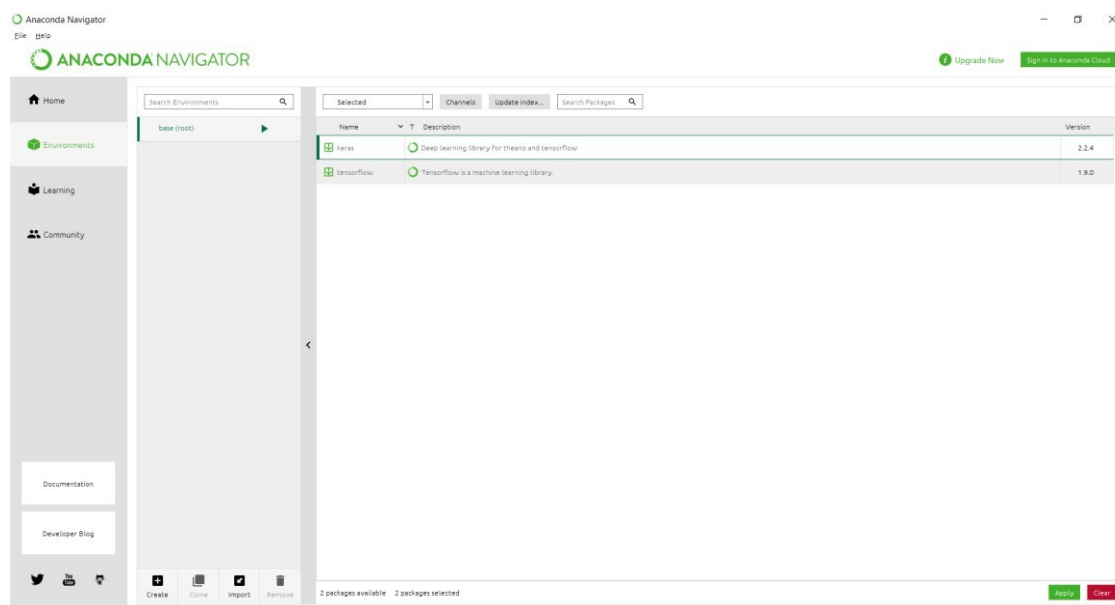 Anaconda Navigator
File Help
ANACONDA NAVIGATOR
Upgrade Now
Sign in to Anaconda Cloud
Home
Environments
Learning
Community
Documentation
Developer Blog
You Tube
Search Environments
base (root)
Create Clone Import Remove
Selected Channels Update index... Search Packages
Name T Description Version
keras Deep learning library for theano and tensorflow 2.2.4
tensorflow Tensorflow is a machine learning library. 1.9.0
2 packages available 2 packages selected
Apply Clear